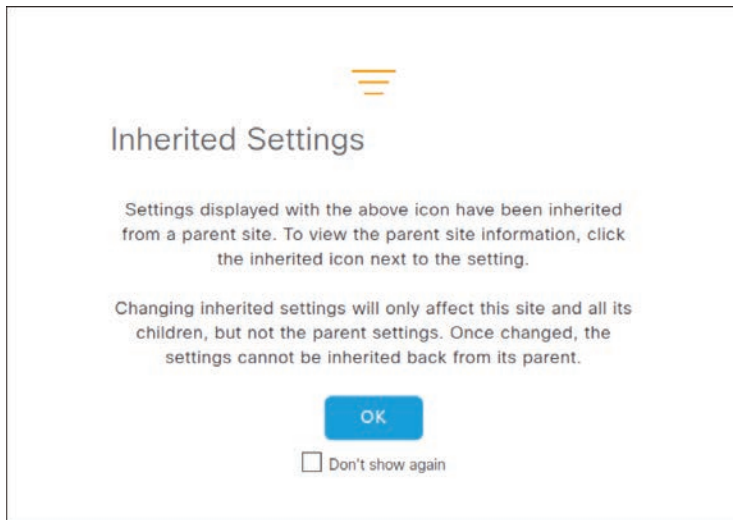 Inherited Settings
Settings displayed with the above icon have been inherited
from a parent site. To view the parent site information, click
the inherited icon next to the setting.
Changing inherited settings will only affect this site and all its
children, but not the parent settings. Once changed, the
settings cannot be inherited back from its parent.
OK
Don't show again